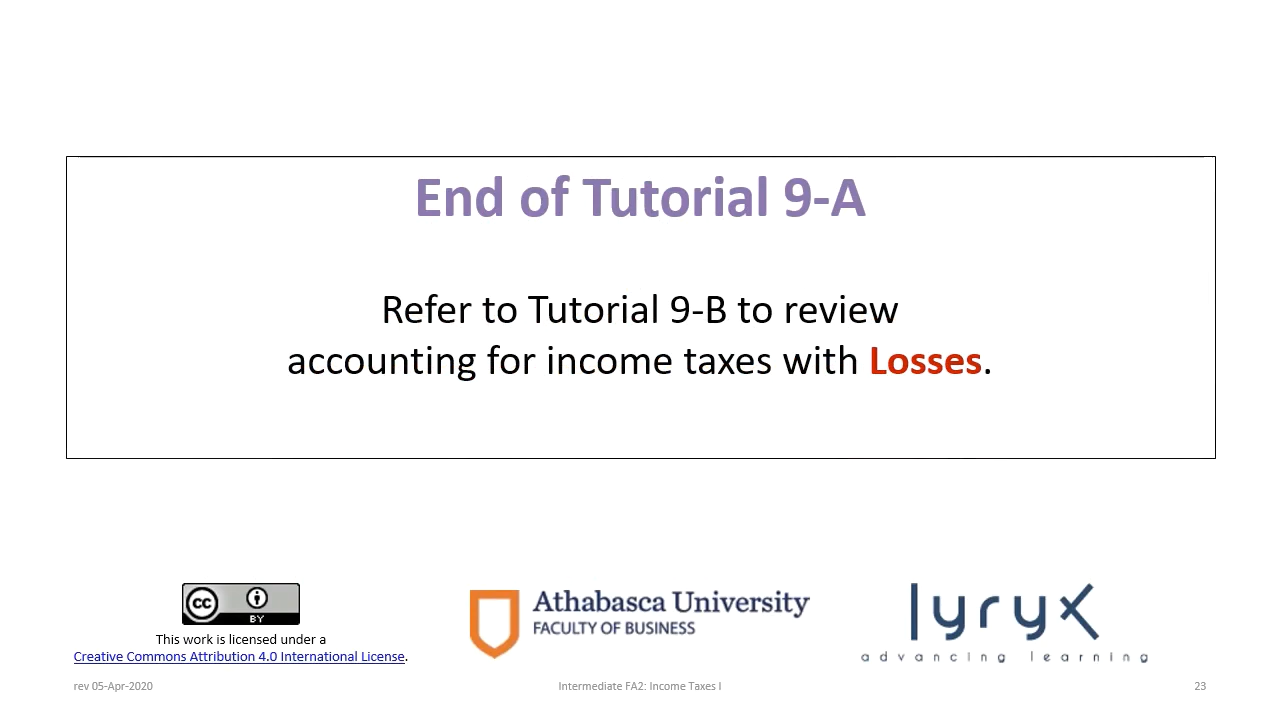 End of Tutorial 9-A
Refer to Tutorial 9-B to review
accounting for income taxes with Losses.
cc
BY
This work is licensed under a
Creative Commons Attribution 4.0 International License.
Athabasca University
FACULTY OF BUSINESS
lyryx
advancing learning
rev 05-Apr-2020
Intermediate FA2: Income Taxes I
23